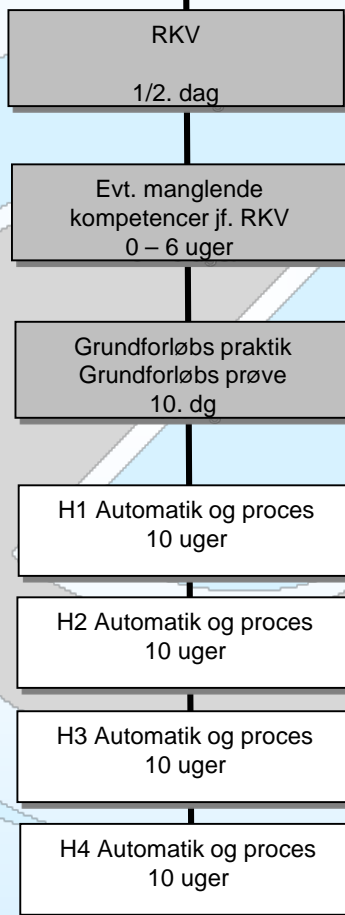 RKV
1/2. dag
Evt. manglende
kompetencer jf. RKV
0 – 6 uger
Grundforløbs praktik
Grundforløbs prøve
10. dg
H1 Automatik og proces
10 uger
H2 Automatik og proces
10 uger
H3 Automatik og proces
10 uger
H4 Automatik og proces
10 uger